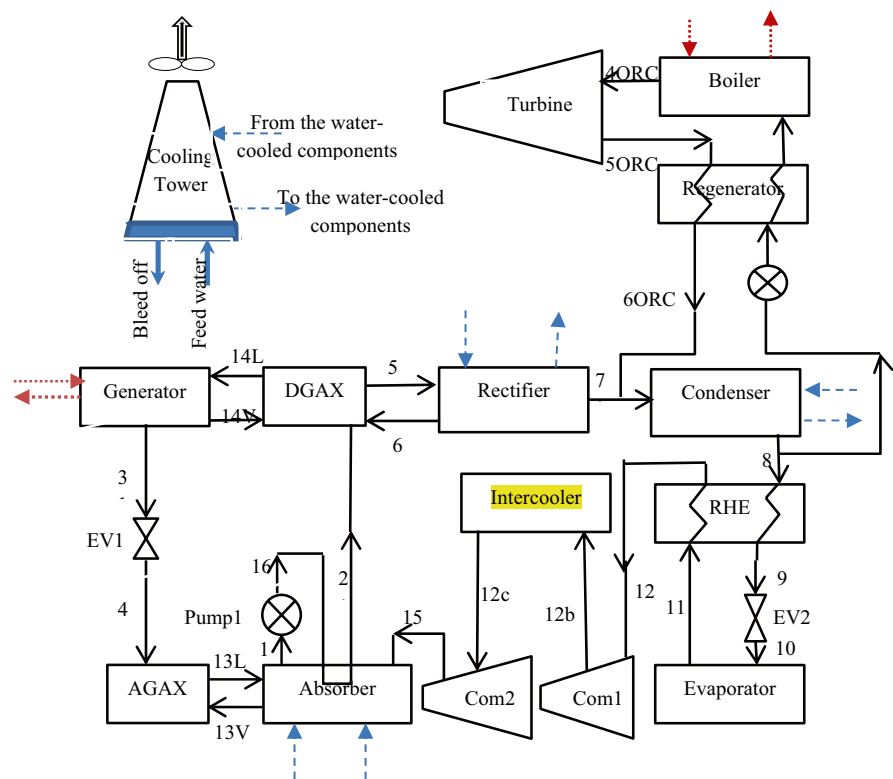 4ORC
Boiler
Turbine
From the water-
cooled components
Cooling
Tower
5ORC
Regenerator
To the water-cooled
components
Bleed off
Feed water
6ORC
14L
5
7
Generator
DGAX
Rectifier
Condenser
14V
6
8
3
Intercooler
RHE
EV1
16
2
12c
12b
12
11
9
4
Pump1
15
EV2
1
10
13L
AGAX
Absorber
Com2
Com1
Evaporator
13V